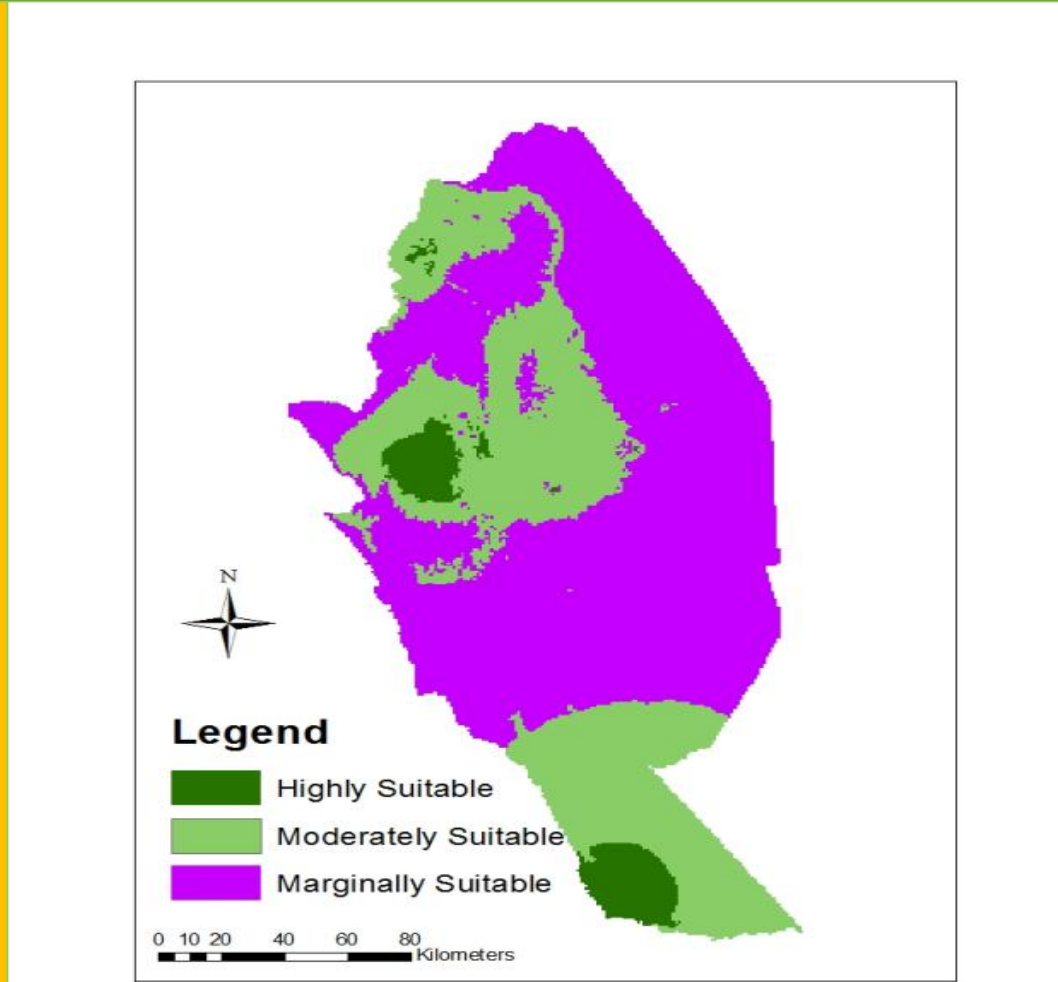 N
Legend
Highly Suitable
Moderately Suitable
Marginally Suitable
0 10 20 40 60 80
Kilometers